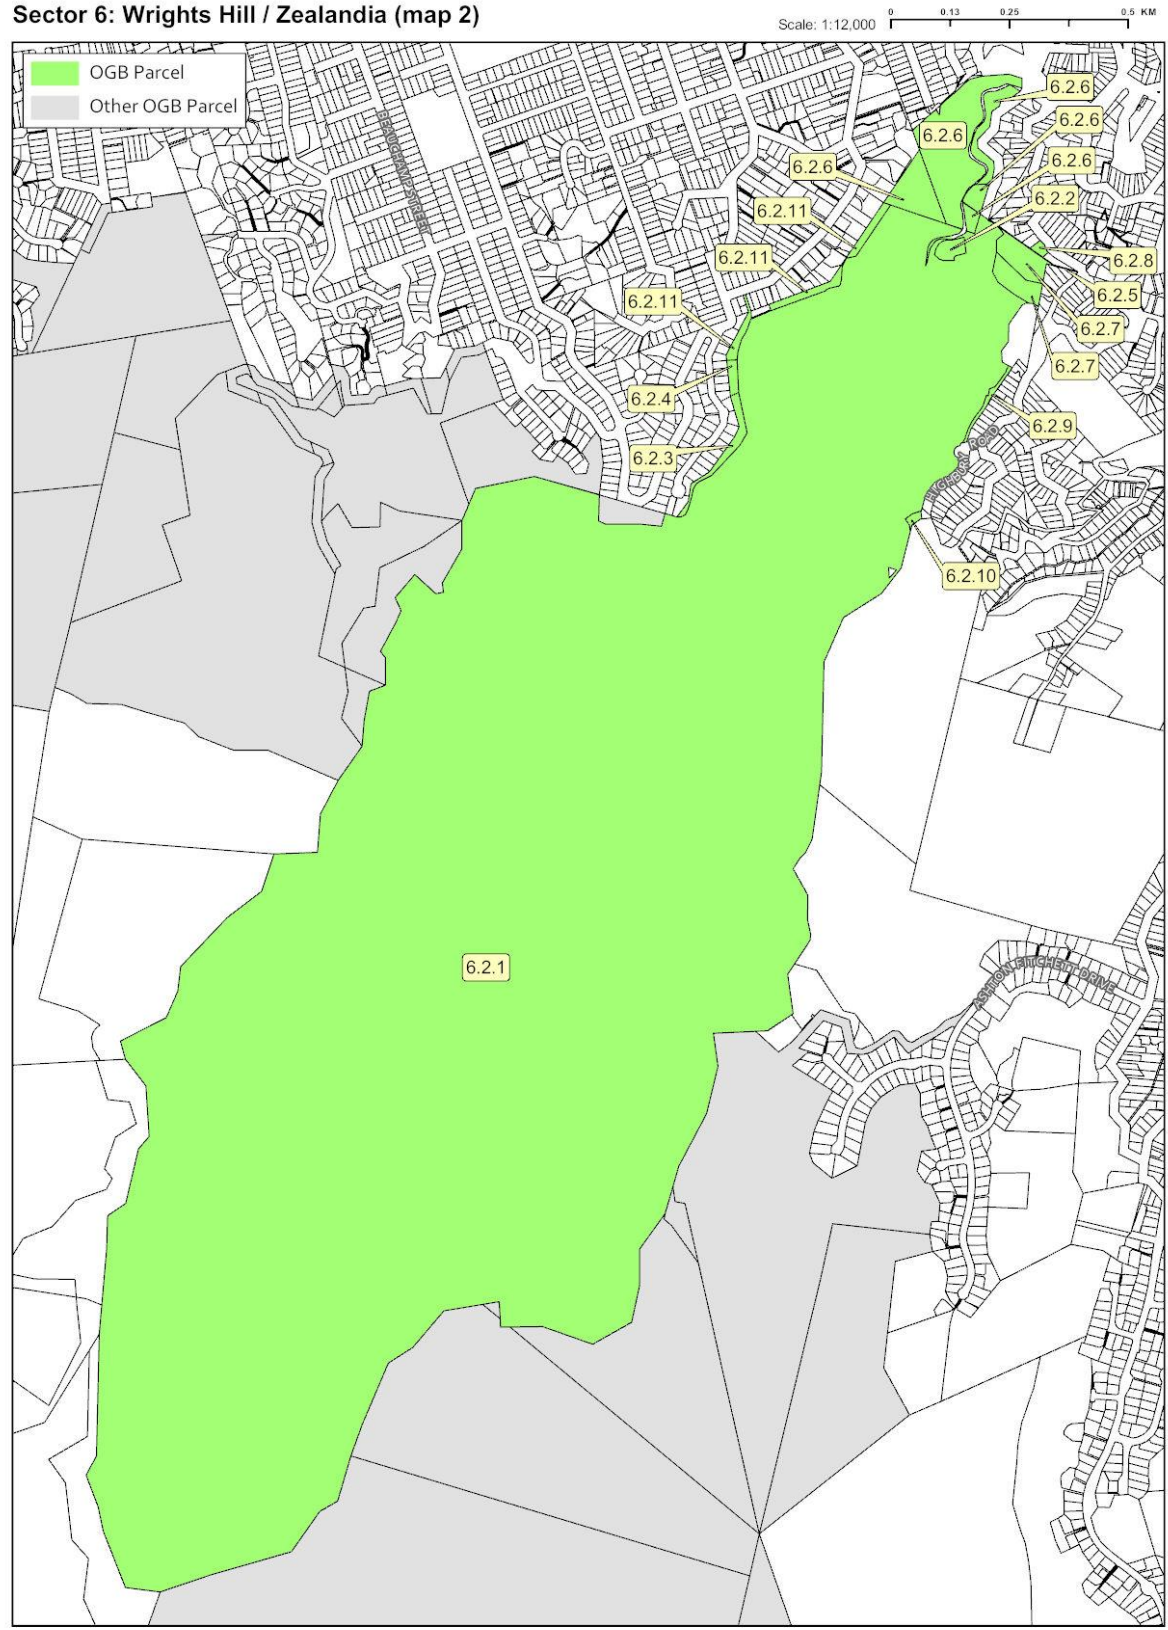 Sector 6: Wrights Hill / Zealandia (map 2)
Scale: 1:12,000
0 0.13 0.25 0.5 KM
OGB Parcel
Other OGB Parcel
BEAUCHAMP STREET
6.2.6
6.2.6
6.2.6
6.2.6
6.2.6
6.2.2
6.2.11
6.2.11
6.2.8
6.2.5
6.2.11
6.2.7
6.2.7
6.2.4
6.2.9
6.2.3
HIGHBURY ROAD
6.2.10
6.2.1
ASHTON FITCHETT DRIVE